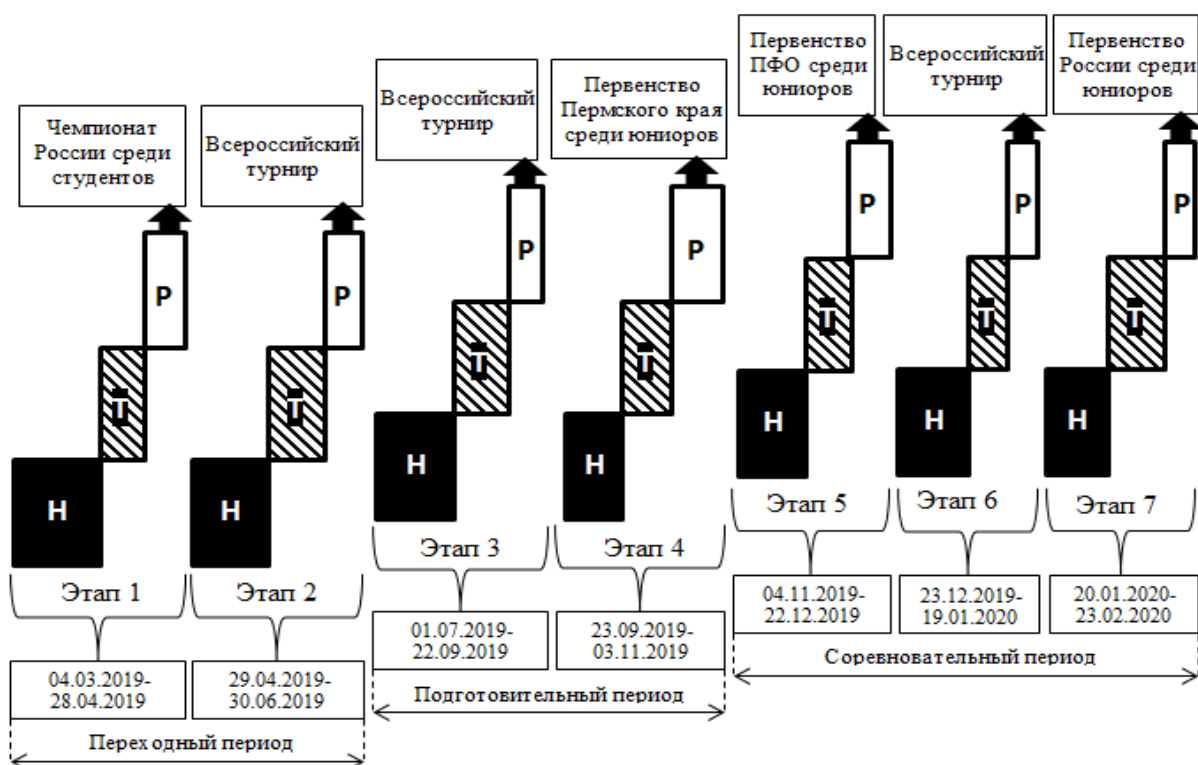 Чемпионат
России среди
студентов
Всероссийский
турнир
Всероссийский
турнир
Первенство
Пермского края
среди юниоров
Первенство
ПФО среди
юниоров
Всероссийский
турнир
Первенство
России среди
юниоров
Р
Р
Р
Р
Р
Р
Р
Т
Т
Т
Т
Т
Т
Т
Н
Н
Н
Н
Н
Н
Н
Этап 1
Этап 2
Этап 3
Этап 4
Этап 5
Этап 6
Этап 7
04.03.2019-
28.04.2019
29.04.2019-
30.06.2019
01.07.2019-
22.09.2019
23.09.2019-
03.11.2019
04.11.2019-
22.12.2019
23.12.2019-
19.01.2020
20.01.2020-
23.02.2020
Переходный период
Подготовительный период
Соревновательный период